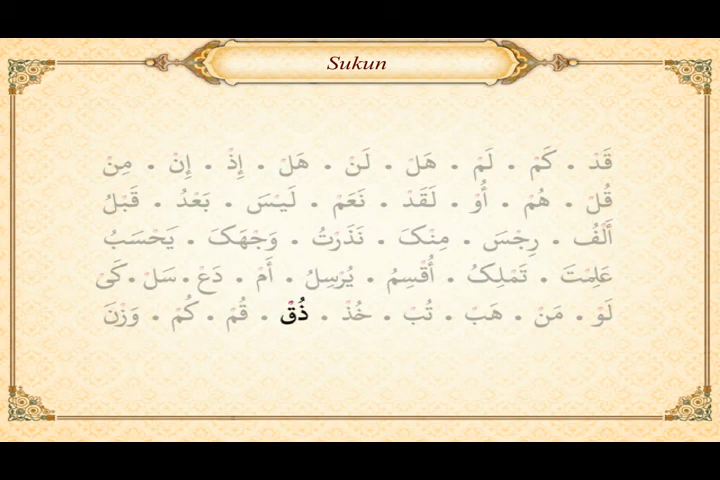 Sukun
قَدْ . كَمْ . لَمْ . هَلْ . لَنْ . هَلْ . إِذْ . إِنْ . مِنْ
قُلْ . هُمْ . أَوْ . لَقَدْ . نَعَمْ . لَيْسَ . بَعْدُ . قَبْلُ
أَلْفُ . رِجْسَ . مِنْكَ . نَذَرْتُ . وَجْهَكَ . يَحْسَبُ
عَلِمْتَ . تَمْلِكُ . أُقْسِمُ . يُرْسِلُ . أَمْ . دَعْ . سَلْ . كَىْ
لَوْ . مَنْ . هَبْ . تُبْ . خُذْ . ذُقْ . قُمْ . كُمْ . وَزْنَ